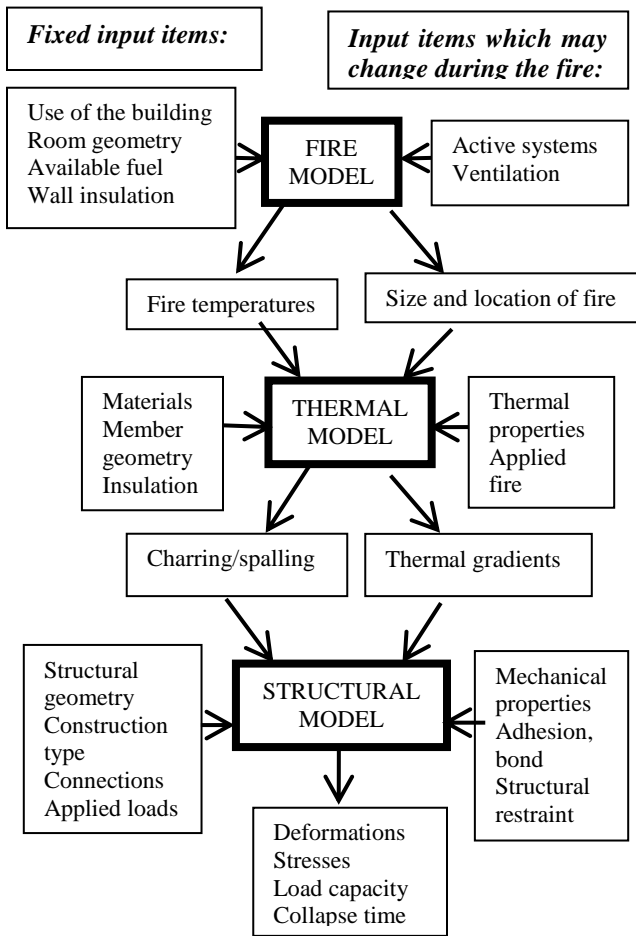 Fixed input items:
Input items which may
change during the fire:
Use of the building
Room geometry
Available fuel
Wall insulation
FIRE
MODEL
Active systems
Ventilation
Fire temperatures
Size and location of fire
Materials
Member
geometry
Insulation
THERMAL
MODEL
Thermal
properties
Applied
fire
Charring/spalling
Thermal gradients
Structural
geometry
Construction
type
Connections
Applied loads
STRUCTURAL
MODEL
Mechanical
properties
Adhesion,
bond
Structural
restraint
Deformations
Stresses
Load capacity
Collapse time